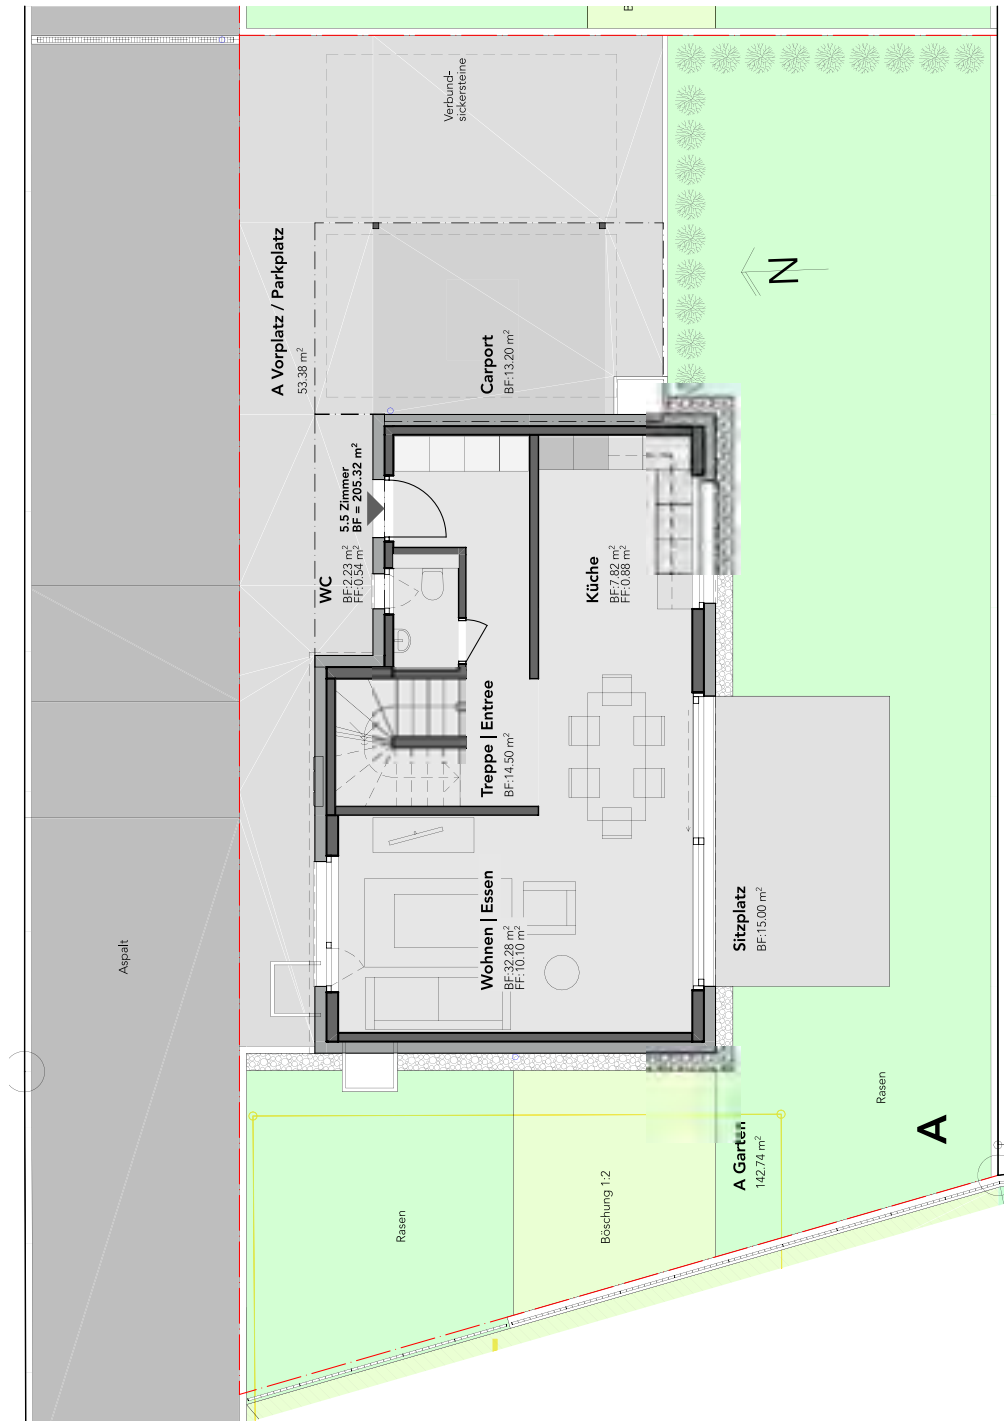 Verbund-
sickersteine
A Vorplatz / Parkplatz
53.38 m²
N
Carport
BF:13.20 m²
5.5 Zimmer
BF = 205.32 m²
WC
BF:2.23 m²
FF:0.54 m²
Küche
BF:7.82 m²
FF:0.88 m²
Treppe | Entree
BF:14.50 m²
Wohnen | Essen
BF:32.28 m²
FF:10.10 m²
Sitzplatz
BF:15.00 m²
Aspalt
Rasen
A
A Garten
142.74 m²
Böschung 1:2
Rasen